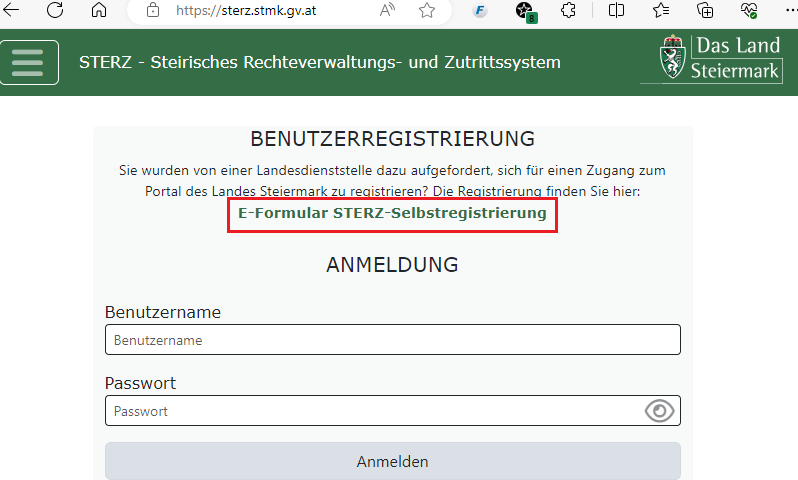 https://sterz.stmk.gv.at
A
F
8
STERZ - Steirisches Rechteverwaltungs- und Zutrittssystem
Das Land
Steiermark
BENUTZERREGISTRIERUNG
Sie wurden von einer Landesdienststelle dazu aufgefordert, sich für einen Zugang zum
Portal des Landes Steiermark zu registrieren? Die Registrierung finden Sie hier:
E-Formular STERZ-Selbstregistrierung
ANMELDUNG
Benutzername
Benutzername
Passwort
Passwort
Anmelden